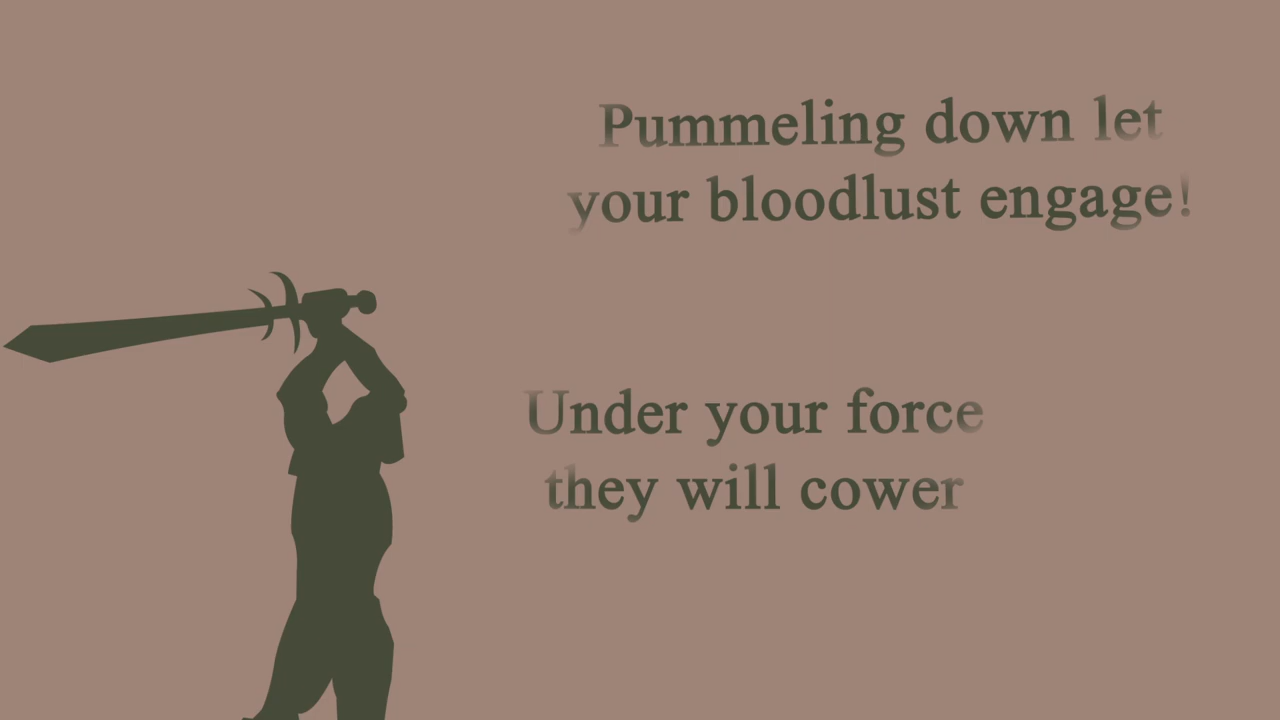 Pummeling down let
your bloodlust engage!
Under your force
they will cower